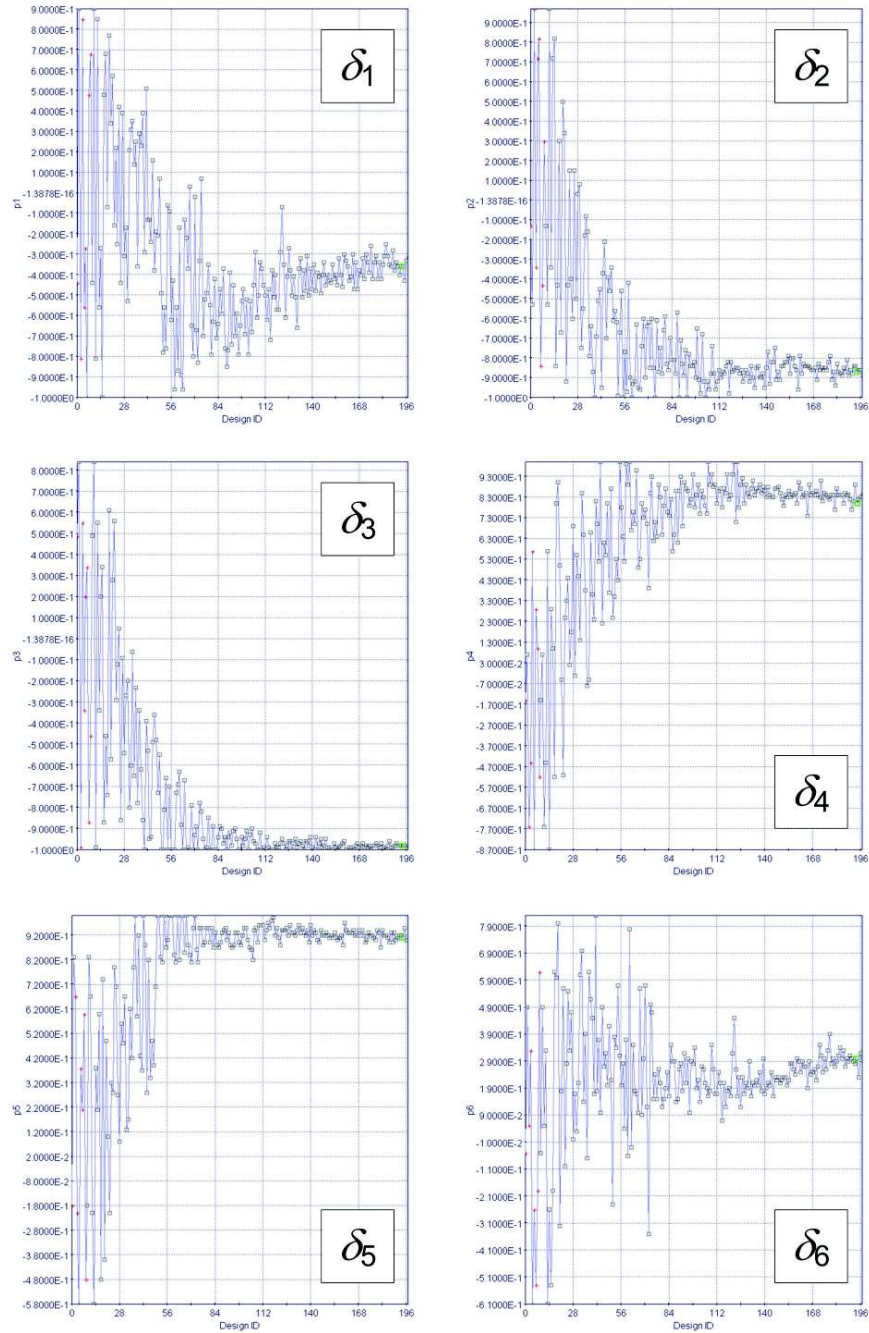 9.0000E-1
8.0000E-1
7.0000E-1
6.0000E-1
5.0000E-1
4.0000E-1
3.0000E-1
2.0000E-1
1.0000E-1
-1.3878E-16
-1.0000E-1
-2.0000E-1
-3.0000E-1
-4.0000E-1
-5.0000E-1
-6.0000E-1
-7.0000E-1
-8.0000E-1
-9.0000E-1
-1.0000E0
p1
0 28 56 84 112 140 168 196
Design ID
δ1
9.0000E-1
8.0000E-1
7.0000E-1
6.0000E-1
5.0000E-1
4.0000E-1
3.0000E-1
2.0000E-1
1.0000E-1
-1.3878E-16
-1.0000E-1
-2.0000E-1
-3.0000E-1
-4.0000E-1
-5.0000E-1
-6.0000E-1
-7.0000E-1
-8.0000E-1
-9.0000E-1
-1.0000E0
p2
0 28 56 84 112 140 168 196
Design ID
δ2
8.0000E-1
7.0000E-1
6.0000E-1
5.0000E-1
4.0000E-1
3.0000E-1
2.0000E-1
1.0000E-1
-1.3878E-16
-1.0000E-1
-2.0000E-1
-3.0000E-1
-4.0000E-1
-5.0000E-1
-6.0000E-1
-7.0000E-1
-8.0000E-1
-9.0000E-1
-1.0000E0
p3
0 28 56 84 112 140 168 196
Design ID
δ3
9.3000E-1
8.3000E-1
7.3000E-1
6.3000E-1
5.3000E-1
4.3000E-1
3.3000E-1
2.3000E-1
1.3000E-1
3.0000E-2
-7.0000E-2
-1.7000E-1
-2.7000E-1
-3.7000E-1
-4.7000E-1
-5.7000E-1
-6.7000E-1
-7.7000E-1
-8.7000E-1
p4
0 28 56 84 112 140 168 196
Design ID
δ4
9.2000E-1
8.2000E-1
7.2000E-1
6.2000E-1
5.2000E-1
4.2000E-1
3.2000E-1
2.2000E-1
1.2000E-1
2.0000E-2
-8.0000E-2
-1.8000E-1
-2.8000E-1
-3.8000E-1
-4.8000E-1
-5.8000E-1
p5
0 28 56 84 112 140 168 196
Design ID
δ5
7.9000E-1
6.9000E-1
5.9000E-1
4.9000E-1
3.9000E-1
2.9000E-1
1.9000E-1
9.0000E-2
-1.0000E-2
-1.1000E-1
-2.1000E-1
-3.1000E-1
-4.1000E-1
-5.1000E-1
-6.1000E-1
p6
0 28 56 84 112 140 168 196
Design ID
δ6